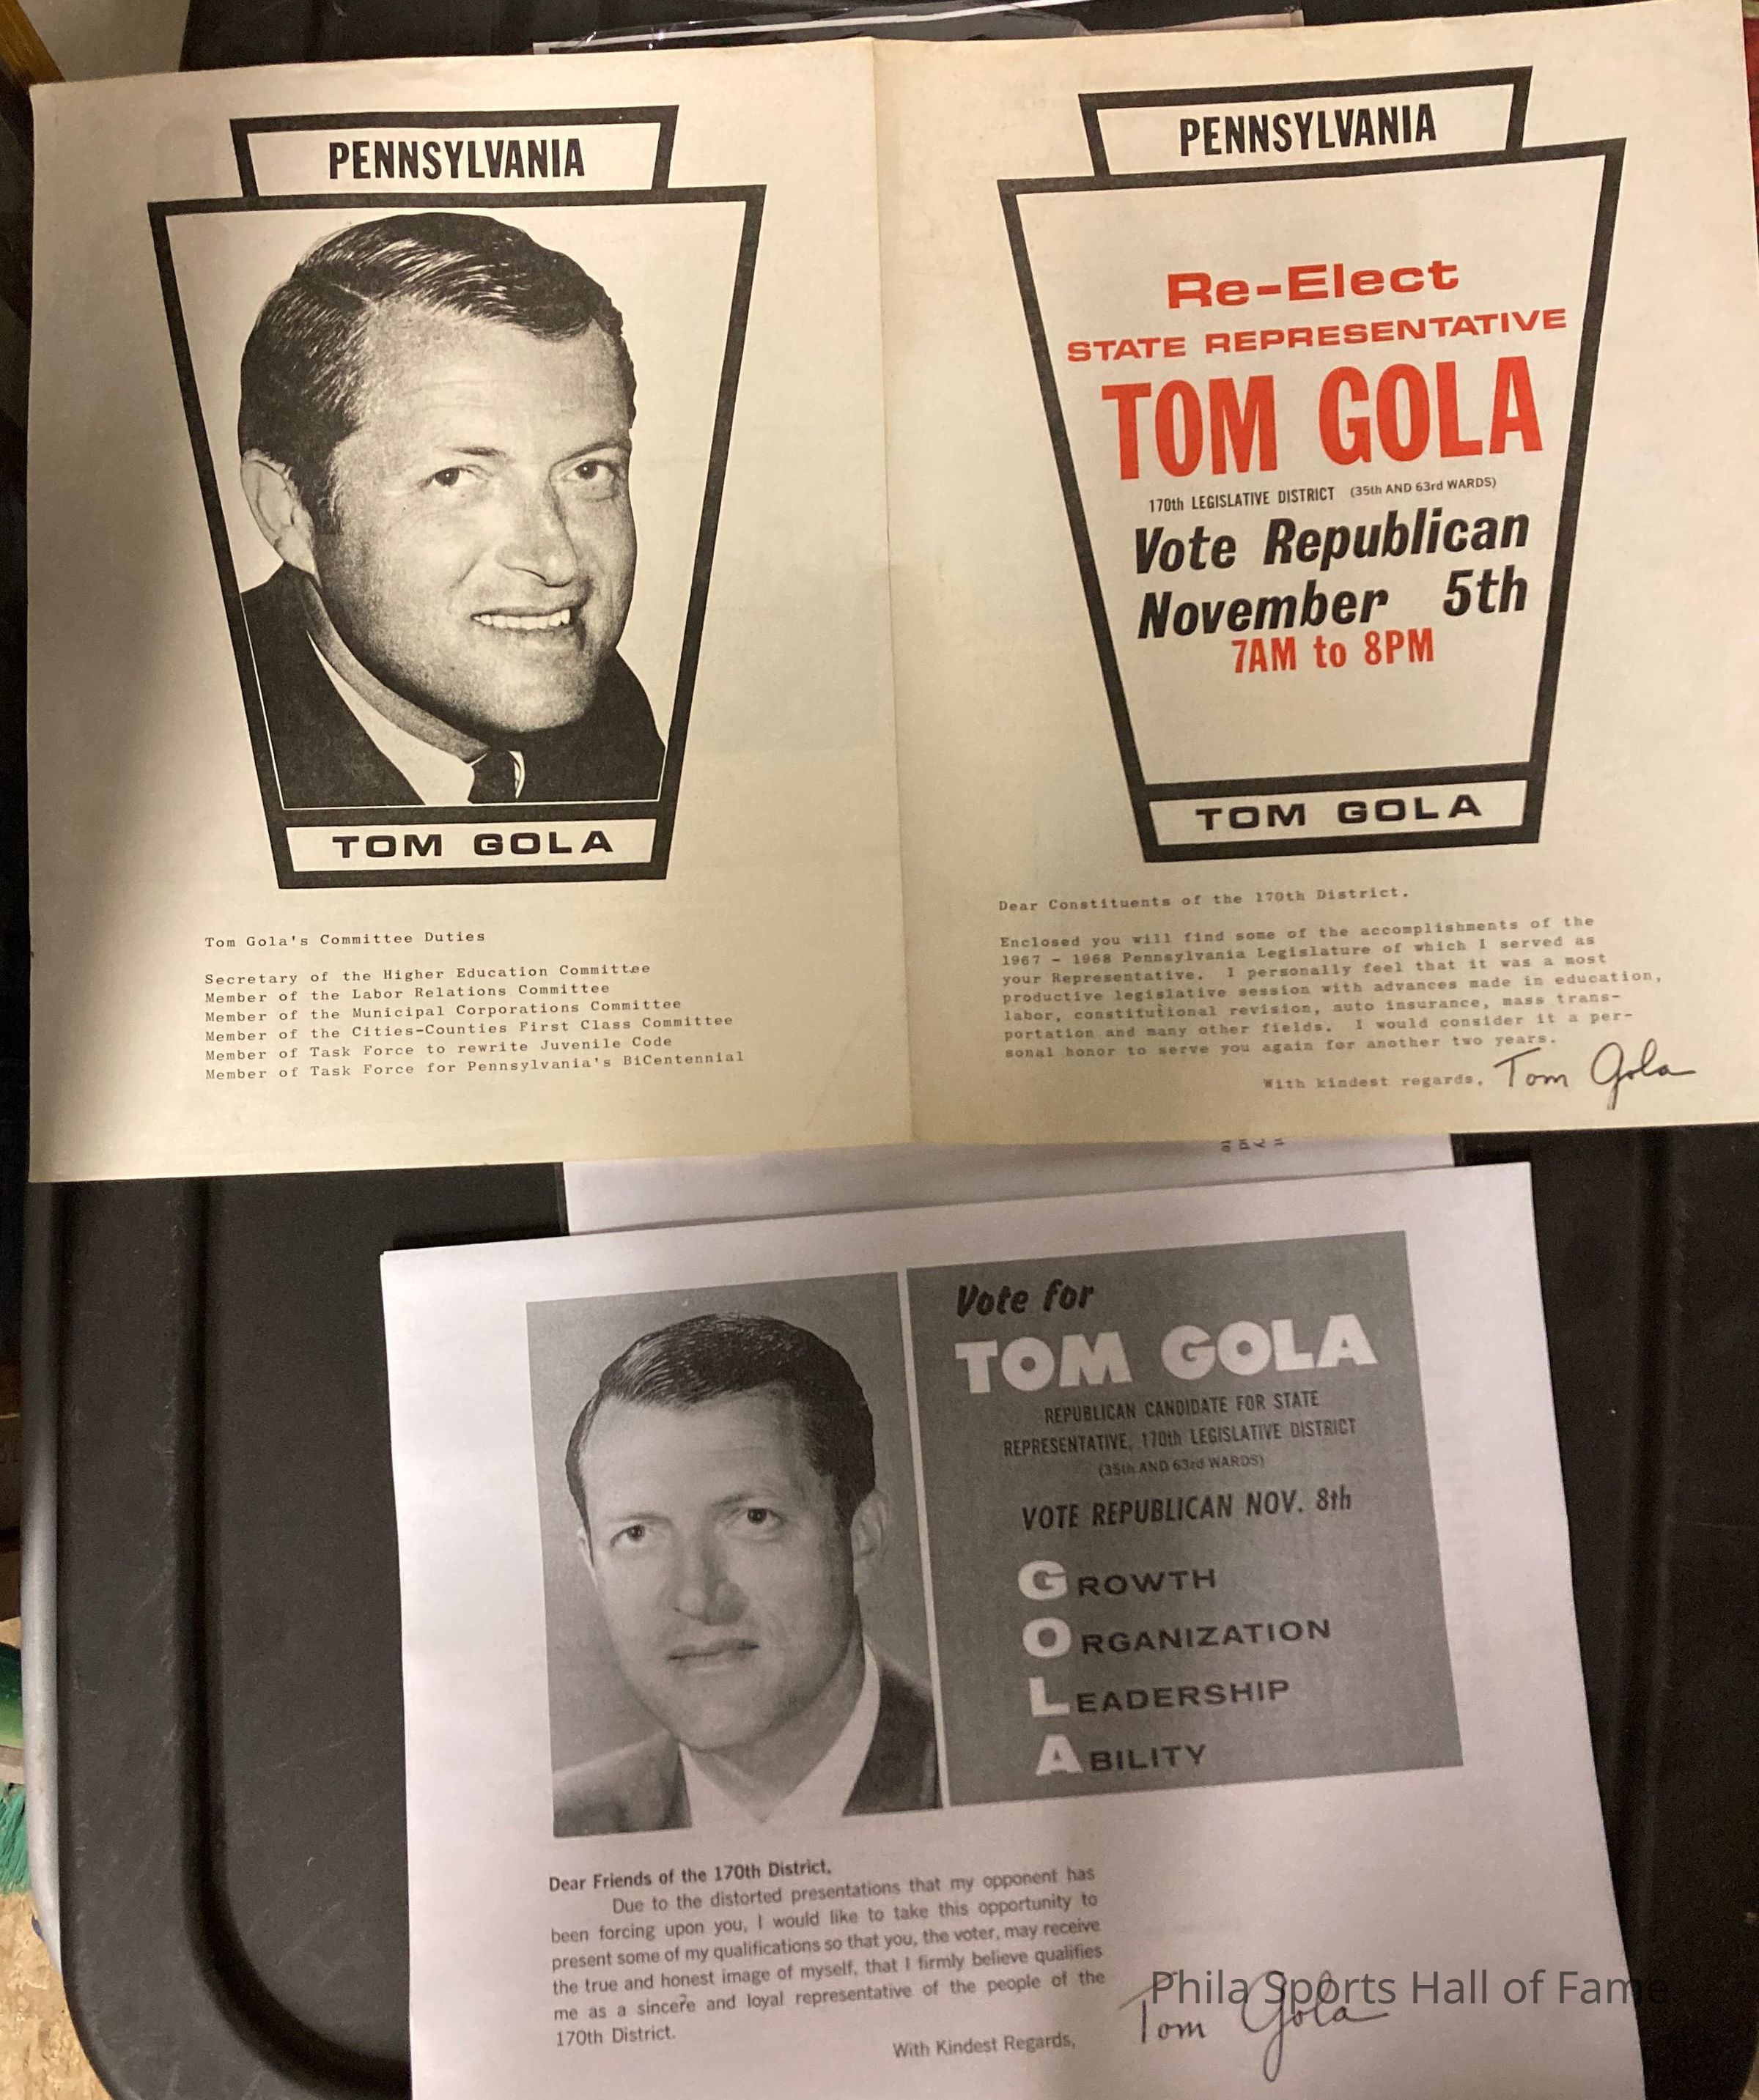 PENNSYLVANIA
TOM GOLA
Tom Gola's Committee Duties
Secretary of the Higher Education Committee
Member of the Labor Relations Committee
Member of the Municipal Corporations Committee
Member of the Cities-Counties First Class Committee
Member of Task Force to rewrite Juvenile Code
Member of Task Force for Pennsylvania's BiCentennial
PENNSYLVANIA
Re-Elect
STATE REPRESENTATIVE
TOM GOLA
170th LEGISLATIVE DISTRICT (35th AND 63rd WARDS)
Vote Republican
November 5th
7AM to 8PM
TOM GOLA
Dear Constituents of the 170th District.
Enclosed you will find some of the accomplishments of the
1967 - 1968 Pennsylvania Legislature of which I served as
your Representative. I personally feel that it was a most
productive legislative session with advances made in education,
labor, constitutional revision, auto insurance, mass trans-
portation and many other fields. I would consider it a per-
sonal honor to serve you again for another two years.
With kindest regards, Tom Gola
Vote for
TOM GOLA
REPUBLICAN CANDIDATE FOR STATE
REPRESENTATIVE, 170th LEGISLATIVE DISTRICT
(35th AND 63rd WARDS)
VOTE REPUBLICAN NOV. 8th
GROWTH
ORGANIZATION
LEADERSHIP
ABILITY
Dear Friends of the 170th District,
Due to the distorted presentations that my opponent has
been forcing upon you, I would like to take this opportunity to
present some of my qualifications so that you, the voter, may receive
the true and honest image of myself, that I firmly believe qualifies
me as a sincere and loyal representative of the people of the
170th District.
With Kindest Regards,
Tom Gola
Phila Sports Hall of Fame